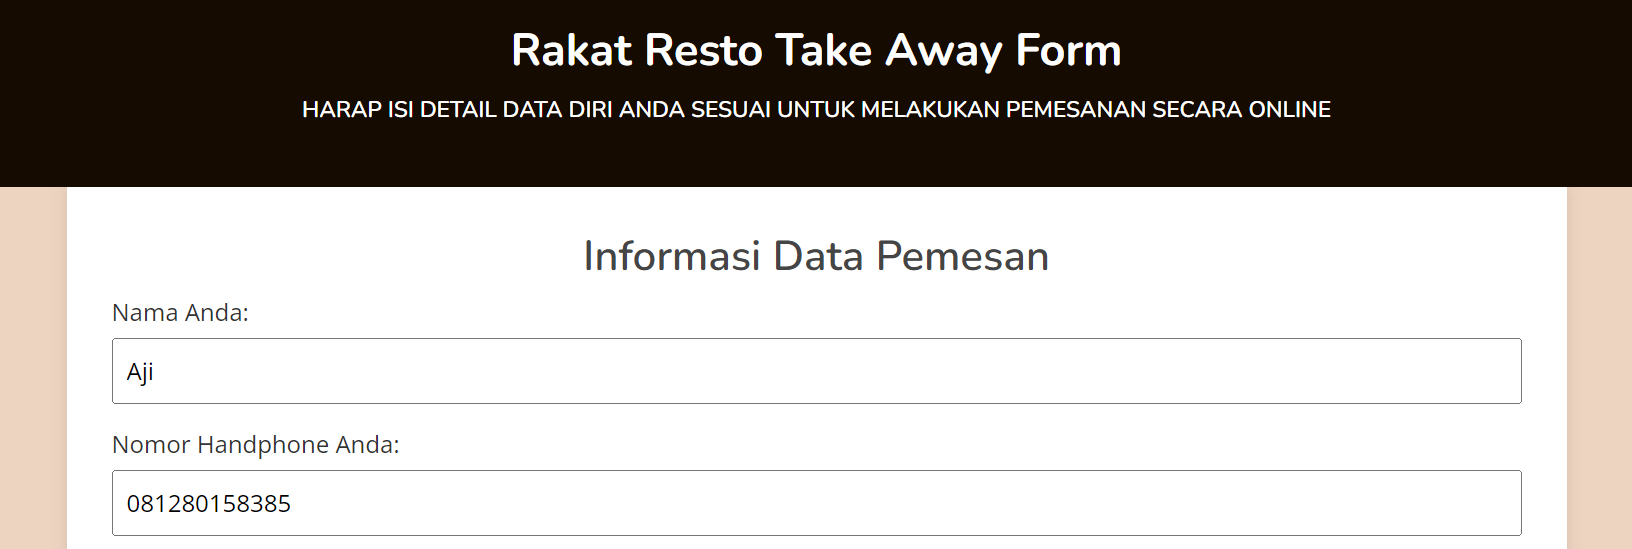 Rakat Resto Take Away Form
HARAP ISI DETAIL DATA DIRI ANDA SESUAI UNTUK MELAKUKAN PEMESANAN SECARA ONLINE
Informasi Data Pemesan
Nama Anda:
Aji
Nomor Handphone Anda:
081280158385